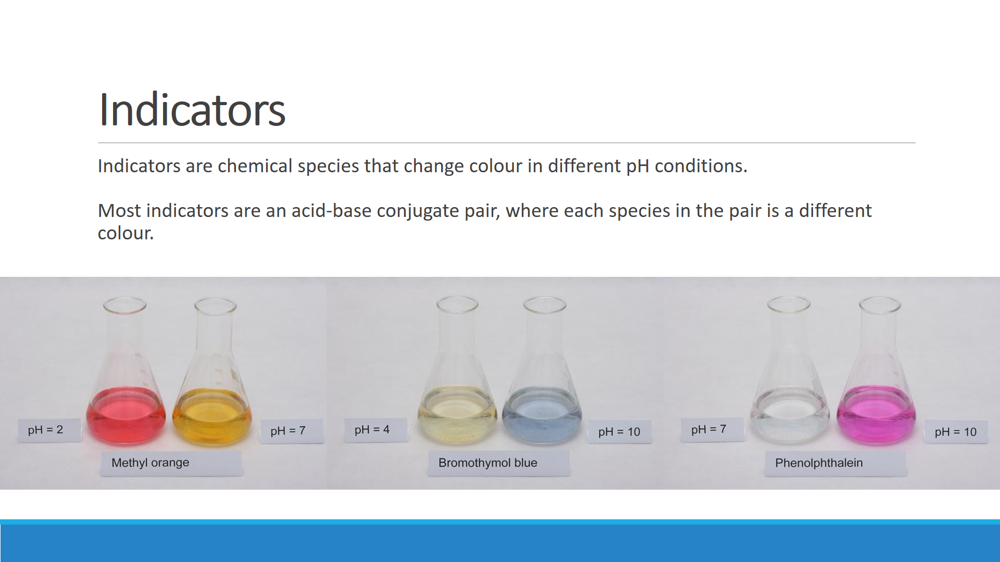 Indicators
Indicators are chemical species that change colour in different pH conditions.
Most indicators are an acid-base conjugate pair, where each species in the pair is a different
colour.
pH = 2
pH = 7
Methyl orange
pH = 4
pH = 10
Bromothymol blue
pH = 7
pH = 10
Phenolphthalein